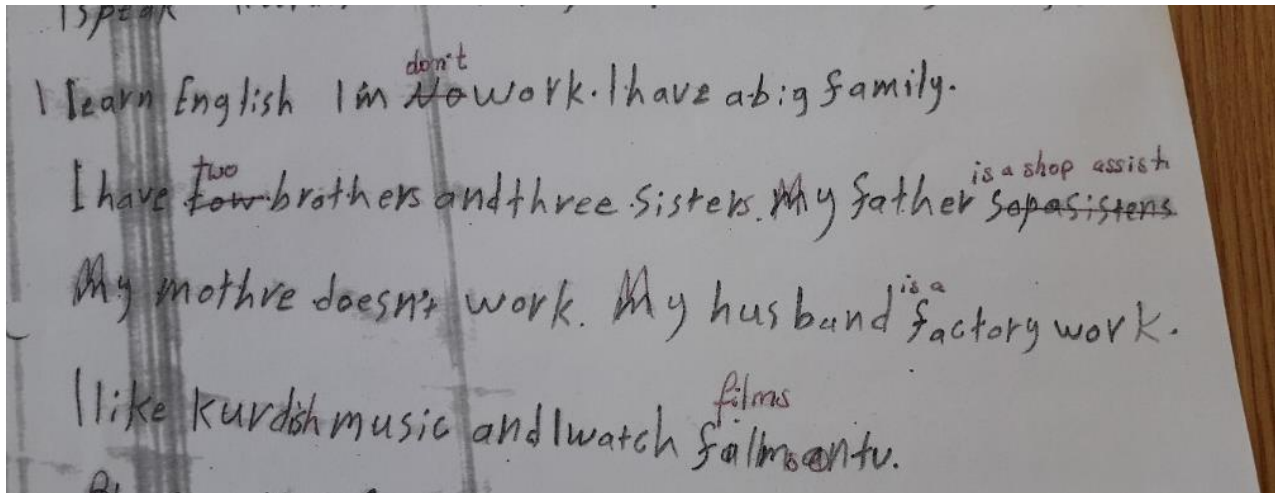 I speak
I learn English I'm don't No work. I have a big family.
I have two tow brothers and three sisters. My father is a shop assist sopasistens
My mothre doesn't work. My husband is a factory work.
I like kurdish music and I watch films on tv.